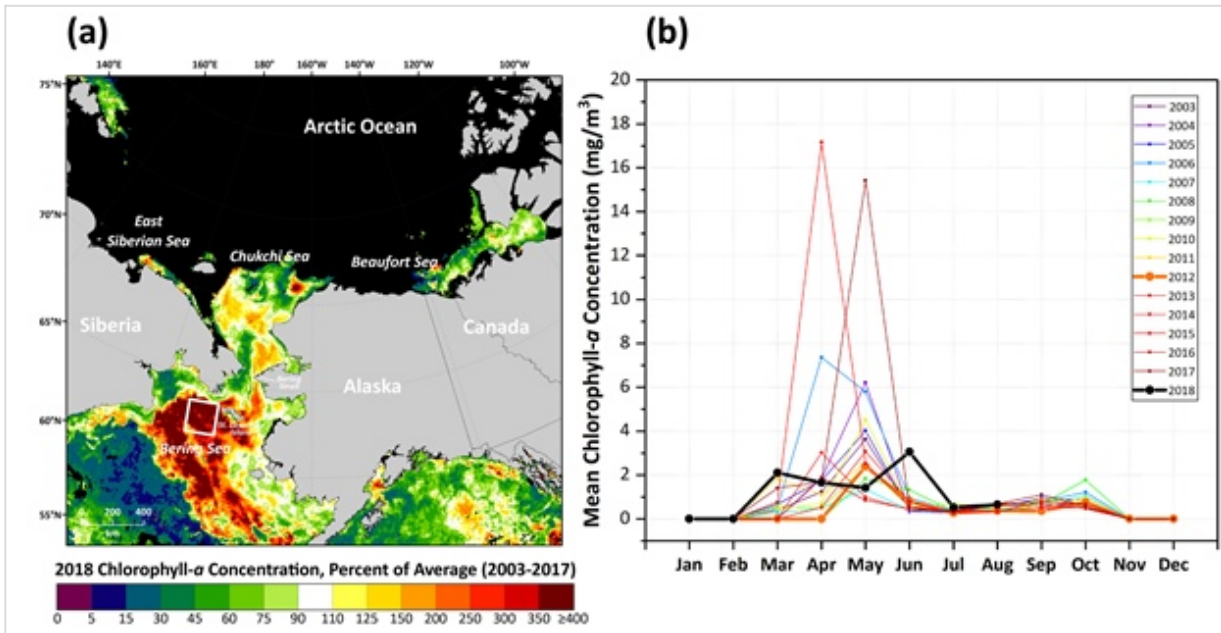 (a)
140°E
160°E
180°
160°W
140°W
120°W
100°W
75°N
70°N
65°N
60°N
55°N
Arctic Ocean
East
Siberian Sea
Chukchi Sea
Beaufort Sea
Siberia
Canada
Alaska
Bering
Strait
Bering Sea
0 200 400
2018 Chlorophyll-a Concentration, Percent of Average (2003-2017)
0 5 15 30 45 60 75 90 110 125 150 200 250 300 350 ≥400
(b)
Mean Chlorophyll-a Concentration (mg/m³)
20
18
16
14
12
10
8
6
4
2
0
Jan Feb Mar Apr May Jun Jul Aug Sep Oct Nov Dec
2003
2004
2005
2006
2007
2008
2009
2010
2011
2012
2013
2014
2015
2016
2017
2018